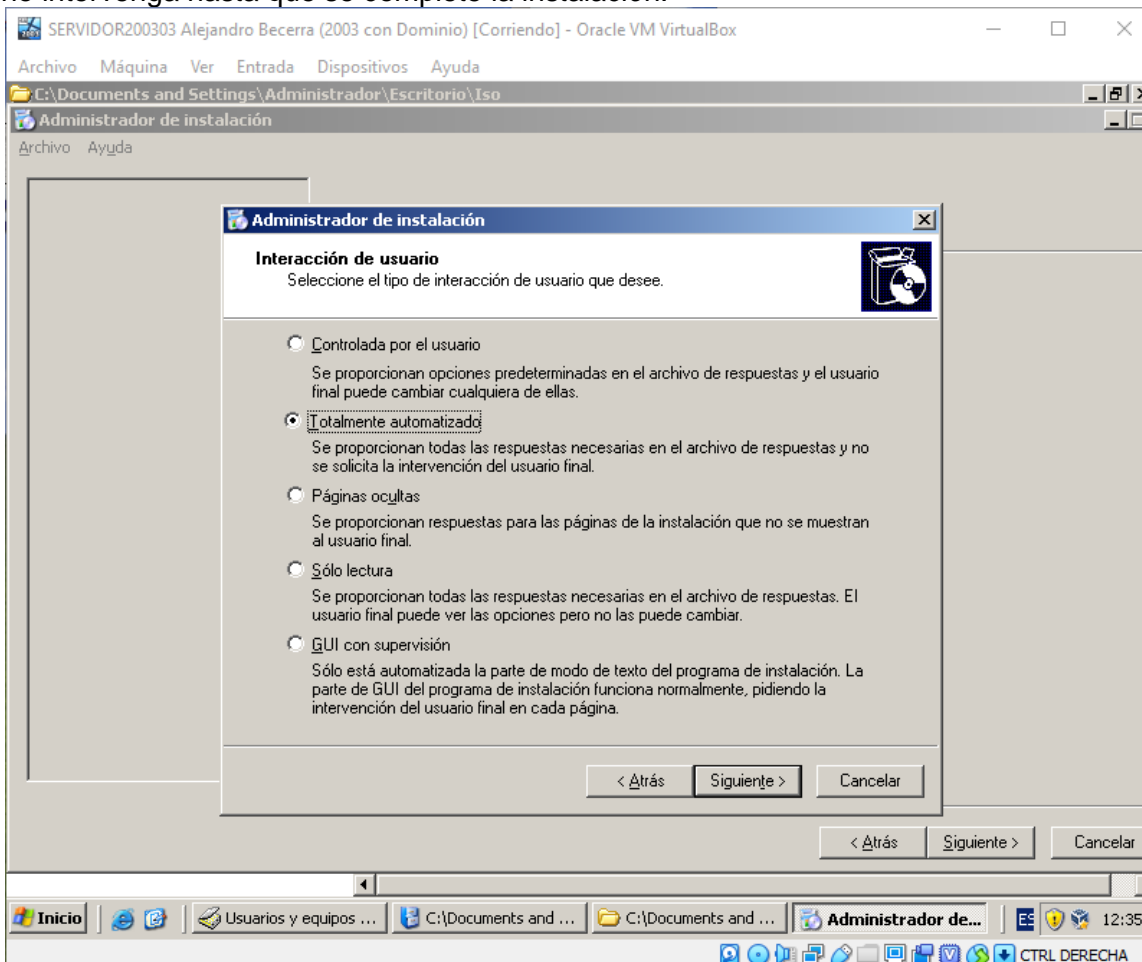 no intervenga hasta que se complete la instalación.
SERVIDOR200303 Alejandro Becerra (2003 con Dominio) [Corriendo] - Oracle VM VirtualBox
Archivo Máquina Ver Entrada Dispositivos Ayuda
C:\Documents and Settings\Administrador\Escritorio\Iso
Administrador de instalación
Archivo Ayuda
Administrador de instalación
Interacción de usuario
Seleccione el tipo de interacción de usuario que desee.
Controlada por el usuario
Se proporcionan opciones predeterminadas en el archivo de respuestas y el usuario
final puede cambiar cualquiera de ellas.
Totalmente automatizado
Se proporcionan todas las respuestas necesarias en el archivo de respuestas y no
se solicita la intervención del usuario final.
Páginas ocultas
Se proporcionan respuestas para las páginas de la instalación que no se muestran
al usuario final.
Sólo lectura
Se proporcionan todas las respuestas necesarias en el archivo de respuestas. El
usuario final puede ver las opciones pero no las puede cambiar.
GUI con supervisión
Sólo está automatizada la parte de modo de texto del programa de instalación. La
parte de GUI del programa de instalación funciona normalmente, pidiendo la
intervención del usuario final en cada página.
< Atrás Siguiente > Cancelar
< Atrás Siguiente > Cancelar
Inicio Usuarios y equipos ... C:\Documents and ... C:\Documents and ... Administrador de... ES 12:35
CTRL DERECHA